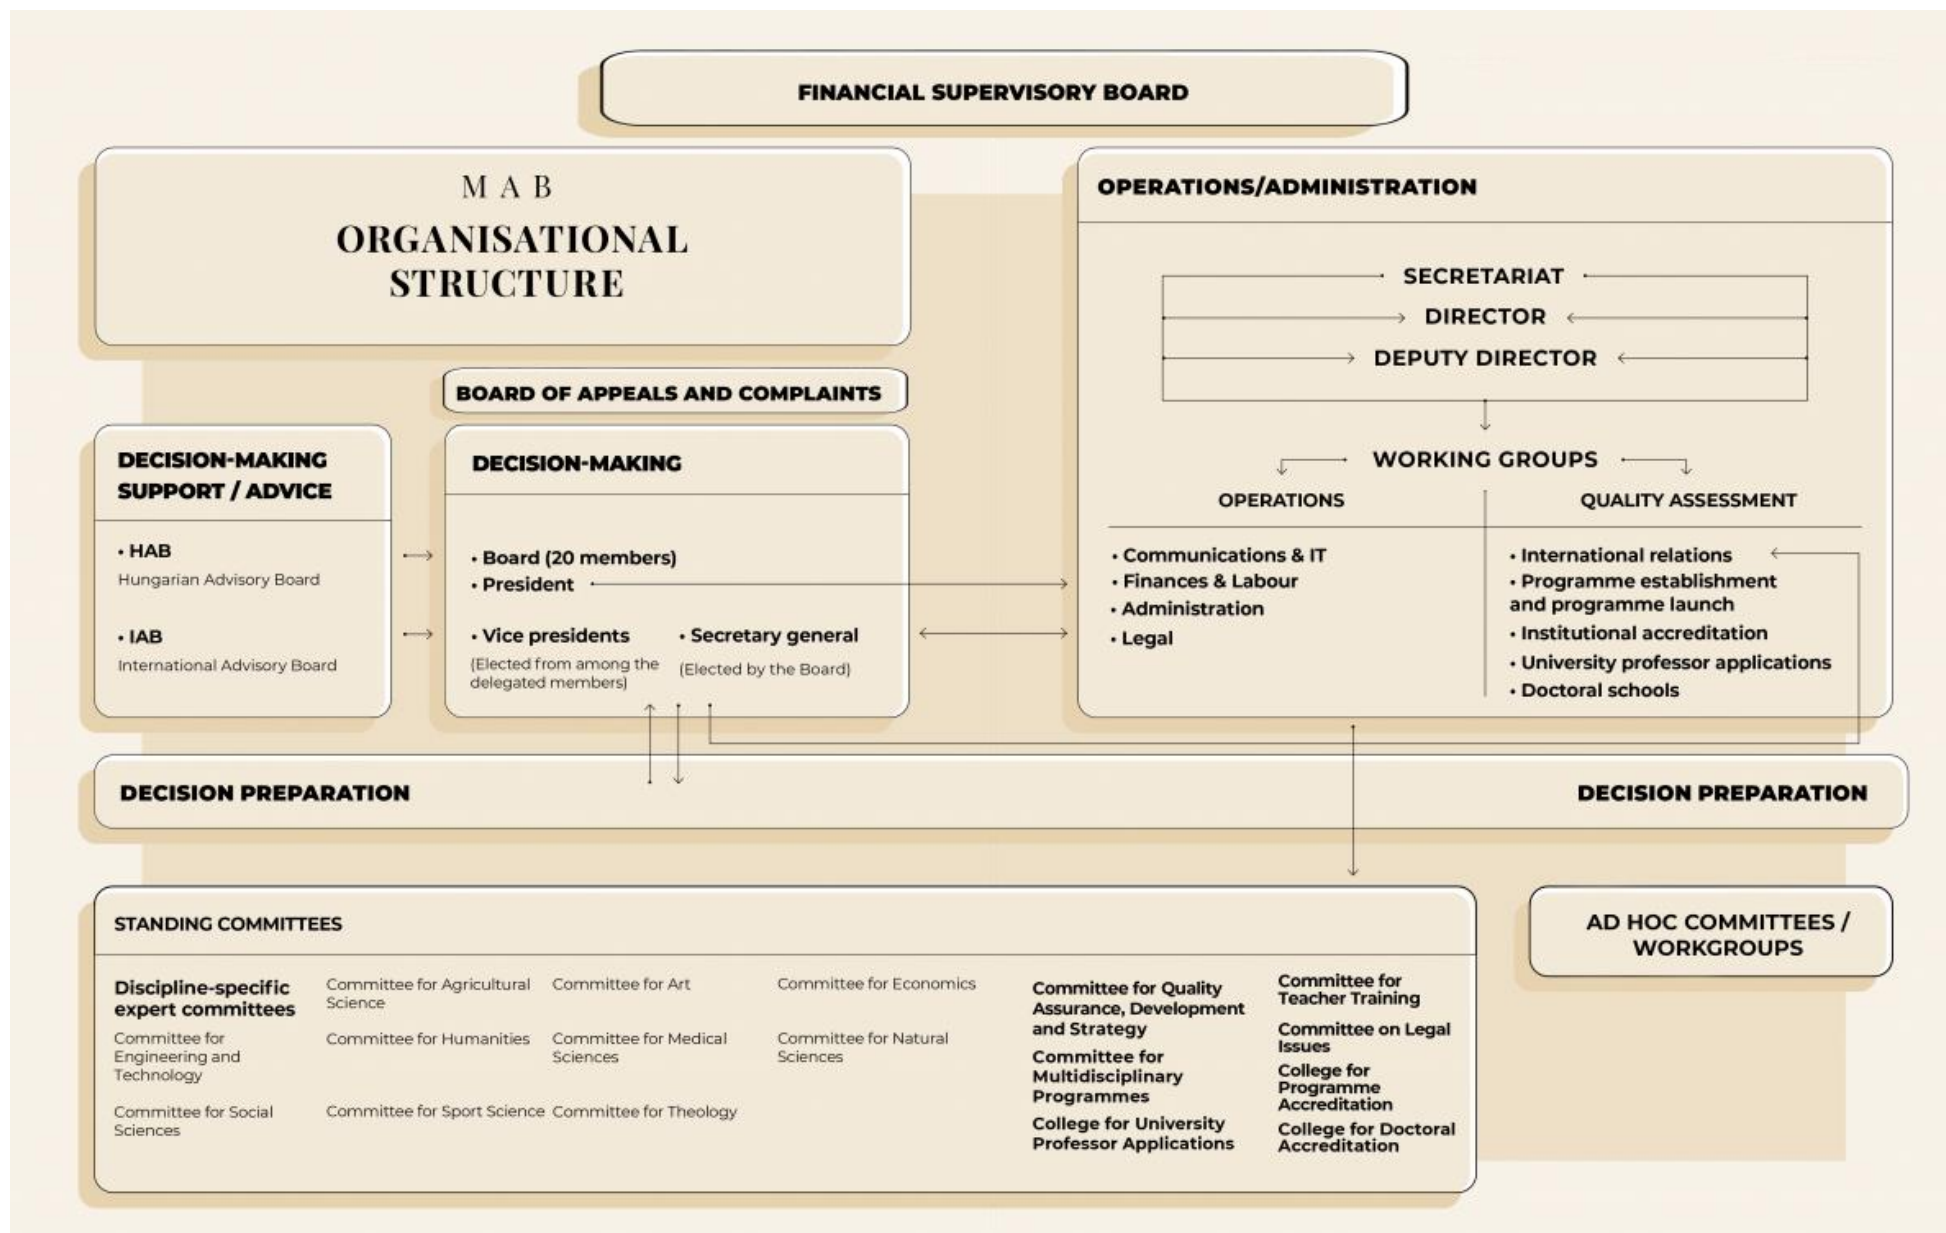 FINANCIAL SUPERVISORY BOARD
M A B
ORGANISATIONAL
STRUCTURE
BOARD OF APPEALS AND COMPLAINTS
DECISION-MAKING
SUPPORT / ADVICE
• HAB
Hungarian Advisory Board
• IAB
International Advisory Board
DECISION-MAKING
• Board (20 members)
• President
• Vice presidents
(Elected from among the
delegated members)
• Secretary general
(Elected by the Board)
OPERATIONS/ADMINISTRATION
SECRETARIAT
DIRECTOR
DEPUTY DIRECTOR
WORKING GROUPS
OPERATIONS
• Communications & IT
• Finances & Labour
• Administration
• Legal
QUALITY ASSESSMENT
• International relations
• Programme establishment
and programme launch
• Institutional accreditation
• University professor applications
• Doctoral schools
DECISION PREPARATION
DECISION PREPARATION
STANDING COMMITTEES
Discipline-specific
expert committees
Committee for Agricultural
Science
Committee for Art
Committee for Economics
Committee for
Engineering and
Technology
Committee for Humanities
Committee for Medical
Sciences
Committee for Natural
Sciences
Committee for Social
Sciences
Committee for Sport Science
Committee for Theology
Committee for Quality
Assurance, Development
and Strategy
Committee for
Multidisciplinary
Programmes
College for University
Professor Applications
Committee for
Teacher Training
Committee on Legal
Issues
College for
Programme
Accreditation
College for Doctoral
Accreditation
AD HOC COMMITTEES /
WORKGROUPS